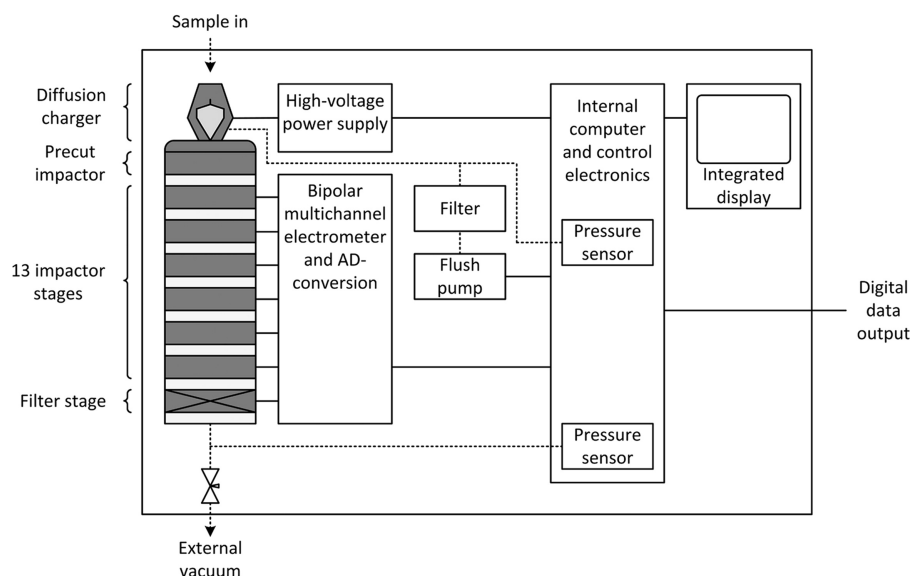 Sample in
Diffusion
charger
High-voltage
power supply
Internal
computer
and control
electronics
Integrated
display
Precut
impactor
Bipolar
multichannel
electrometer
and AD-
conversion
Filter
Pressure
sensor
Flush
pump
13 impactor
stages
Digital
data
output
Filter stage
Pressure
sensor
External
vacuum